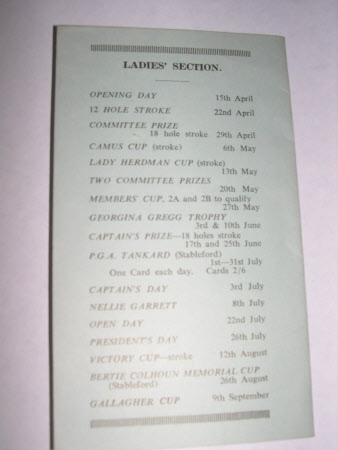 LADIES' SECTION.
OPENING DAY 15th April
12 HOLE STROKE 22nd April
COMMITTEE PRIZE
18 hole stroke 29th April
CAMUS CUP (stroke) 6th May
LADY HERDMAN CUP (stroke)
13th May
TWO COMMITTEE PRIZES
20th May
MEMBERS' CUP, 2A and 2B to qualify
27th May
GEORGINA GREGG TROPHY
3rd & 10th June
CAPTAIN'S PRIZE—18 holes stroke
17th and 25th June
P.G.A. TANKARD (Stableford)
1st—31st July
One Card each day. Cards 2/6
CAPTAIN'S DAY 3rd July
NELLIE GARRETT 8th July
OPEN DAY 22nd July
PRESIDENT'S DAY 26th July
VICTORY CUP—stroke 12th August
BERTIE COLHOUN MEMORIAL CUP
(Stableford) 26th August
GALLAGHER CUP 9th September